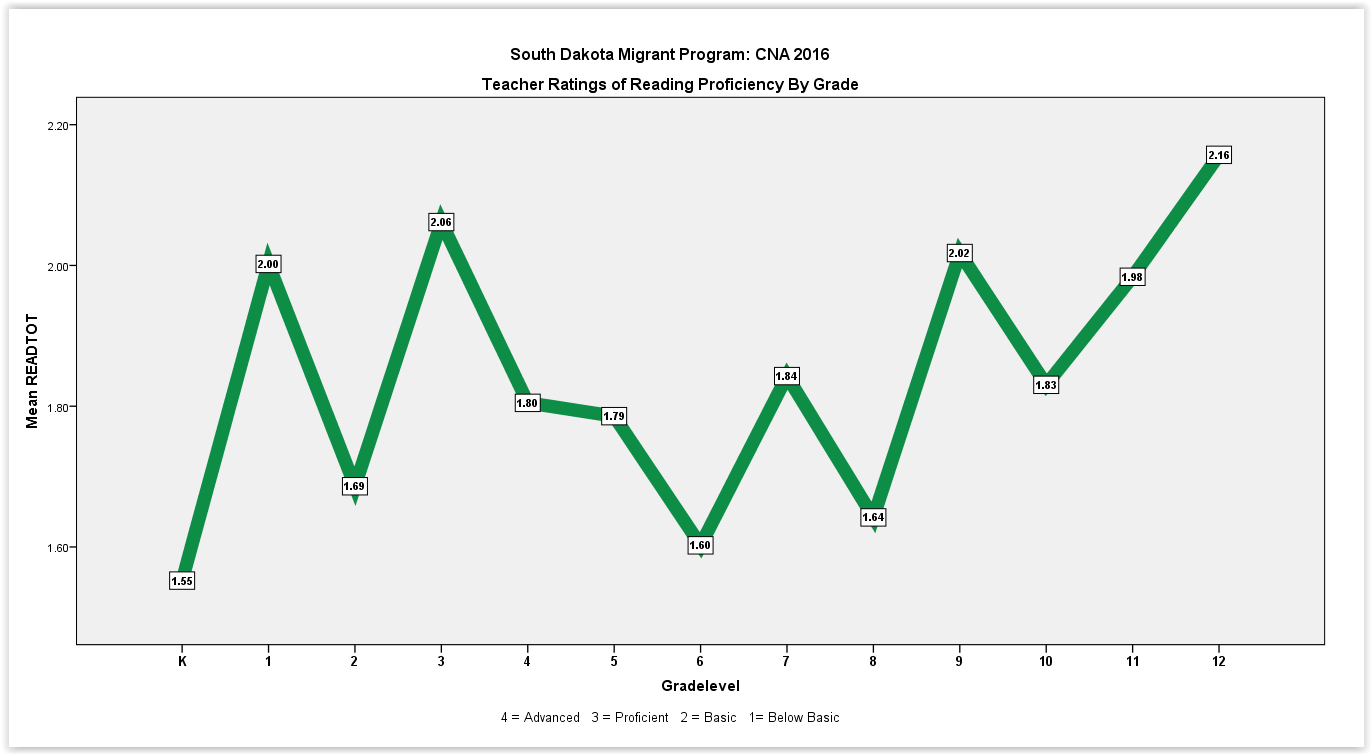 South Dakota Migrant Program: CNA 2016
Teacher Ratings of Reading Proficiency By Grade
2.20
2.00
1.80
1.60
Mean READTOT
1.55
2.00
1.69
2.06
1.80
1.79
1.60
1.84
1.64
2.02
1.83
1.98
2.16
K 1 2 3 4 5 6 7 8 9 10 11 12
Gradelevel
4 = Advanced 3 = Proficient 2 = Basic 1= Below Basic